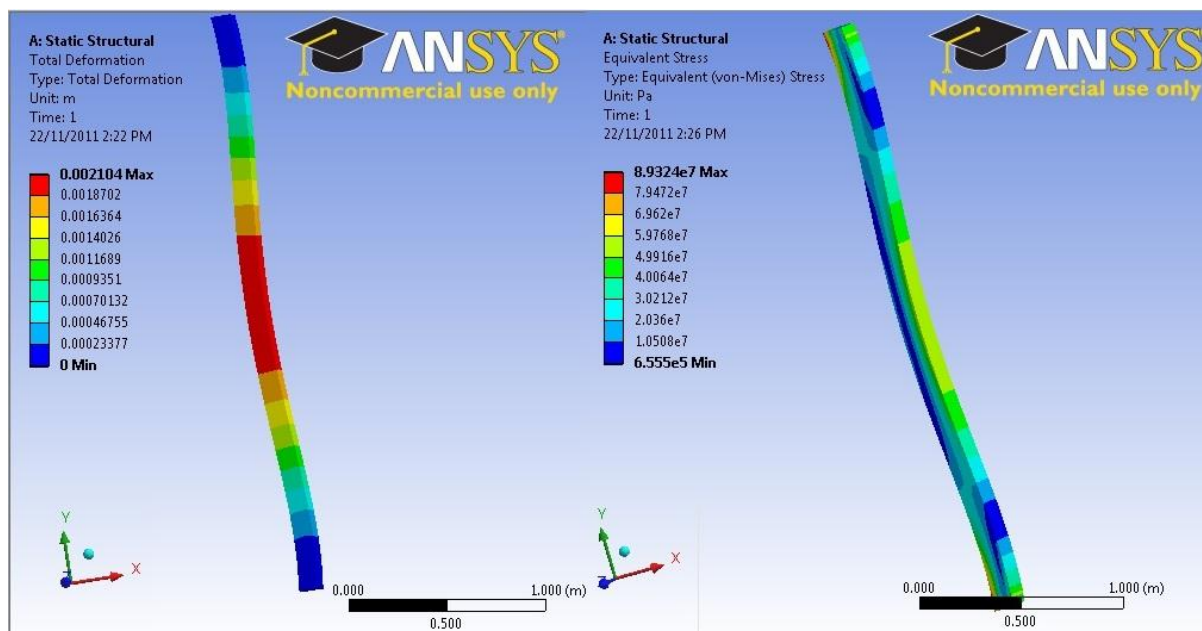 A: Static Structural
Total Deformation
Type: Total Deformation
Unit: m
Time: 1
22/11/2011 2:22 PM
ANSYS®
Noncommercial use only
0.002104 Max
0.0018702
0.0016364
0.0014026
0.0011689
0.0009351
0.00070132
0.00046755
0.00023377
0 Min
Y
X
0.000
1.000 (m)
0.500
A: Static Structural
Equivalent Stress
Type: Equivalent (von-Mises) Stress
Unit: Pa
Time: 1
22/11/2011 2:26 PM
ANSYS
Noncommercial use only
8.9324e7 Max
7.9472e7
6.962e7
5.9768e7
4.9916e7
4.0064e7
3.0212e7
2.036e7
1.0508e7
6.555e5 Min
Y
X
0.000
1.000 (m)
0.500